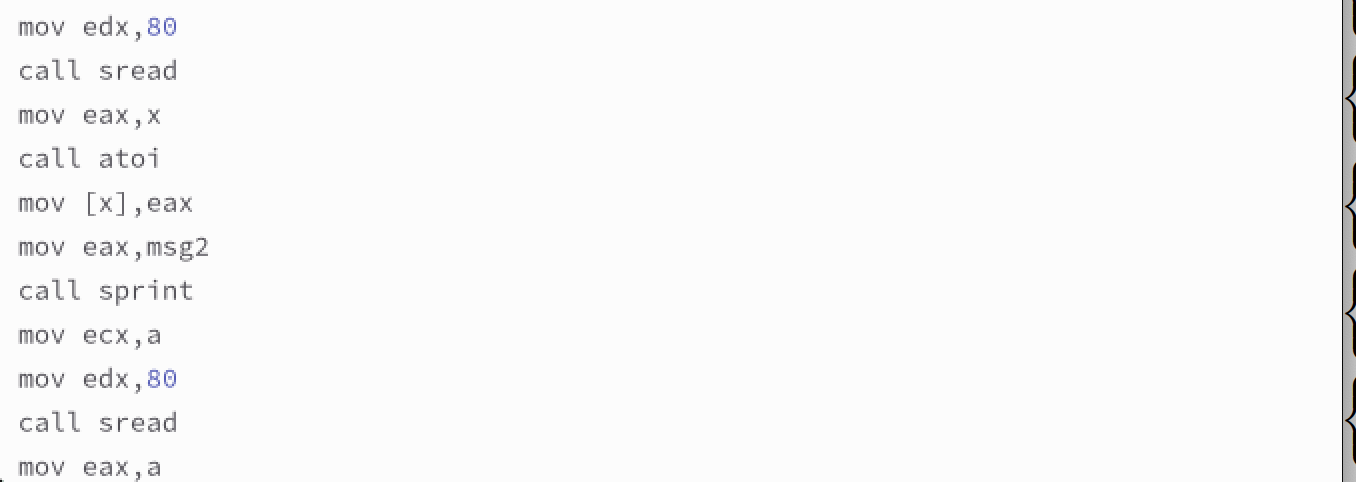 mov edx,80
call sread
mov eax,x
call atoi
mov [x],eax
mov eax,msg2
call sprint
mov ecx,a
mov edx,80
call sread
mov eax,a